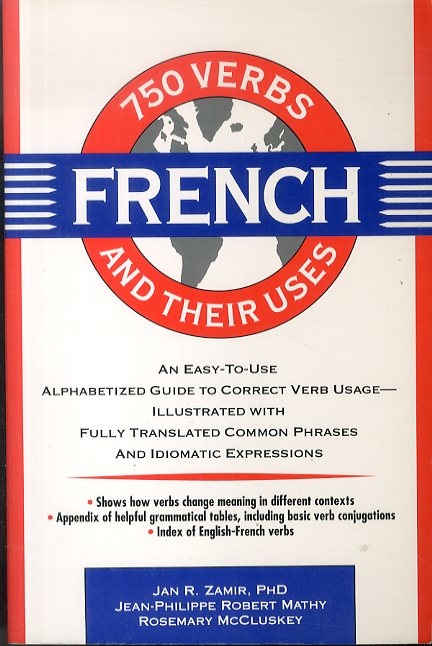 750 VERBS
FRENCH
AND THEIR USES
AN EASY-TO-USE
ALPHABETIZED GUIDE TO CORRECT VERB USAGE—
ILLUSTRATED WITH
FULLY TRANSLATED COMMON PHRASES
AND IDIOMATIC EXPRESSIONS
• Shows how verbs change meaning in different contexts
• Appendix of helpful grammatical tables, including basic verb conjugations
• Index of English-French verbs
JAN R. ZAMIR, PHD
JEAN-PHILIPPE ROBERT MATHY
ROSEMARY MCCLUSKEY